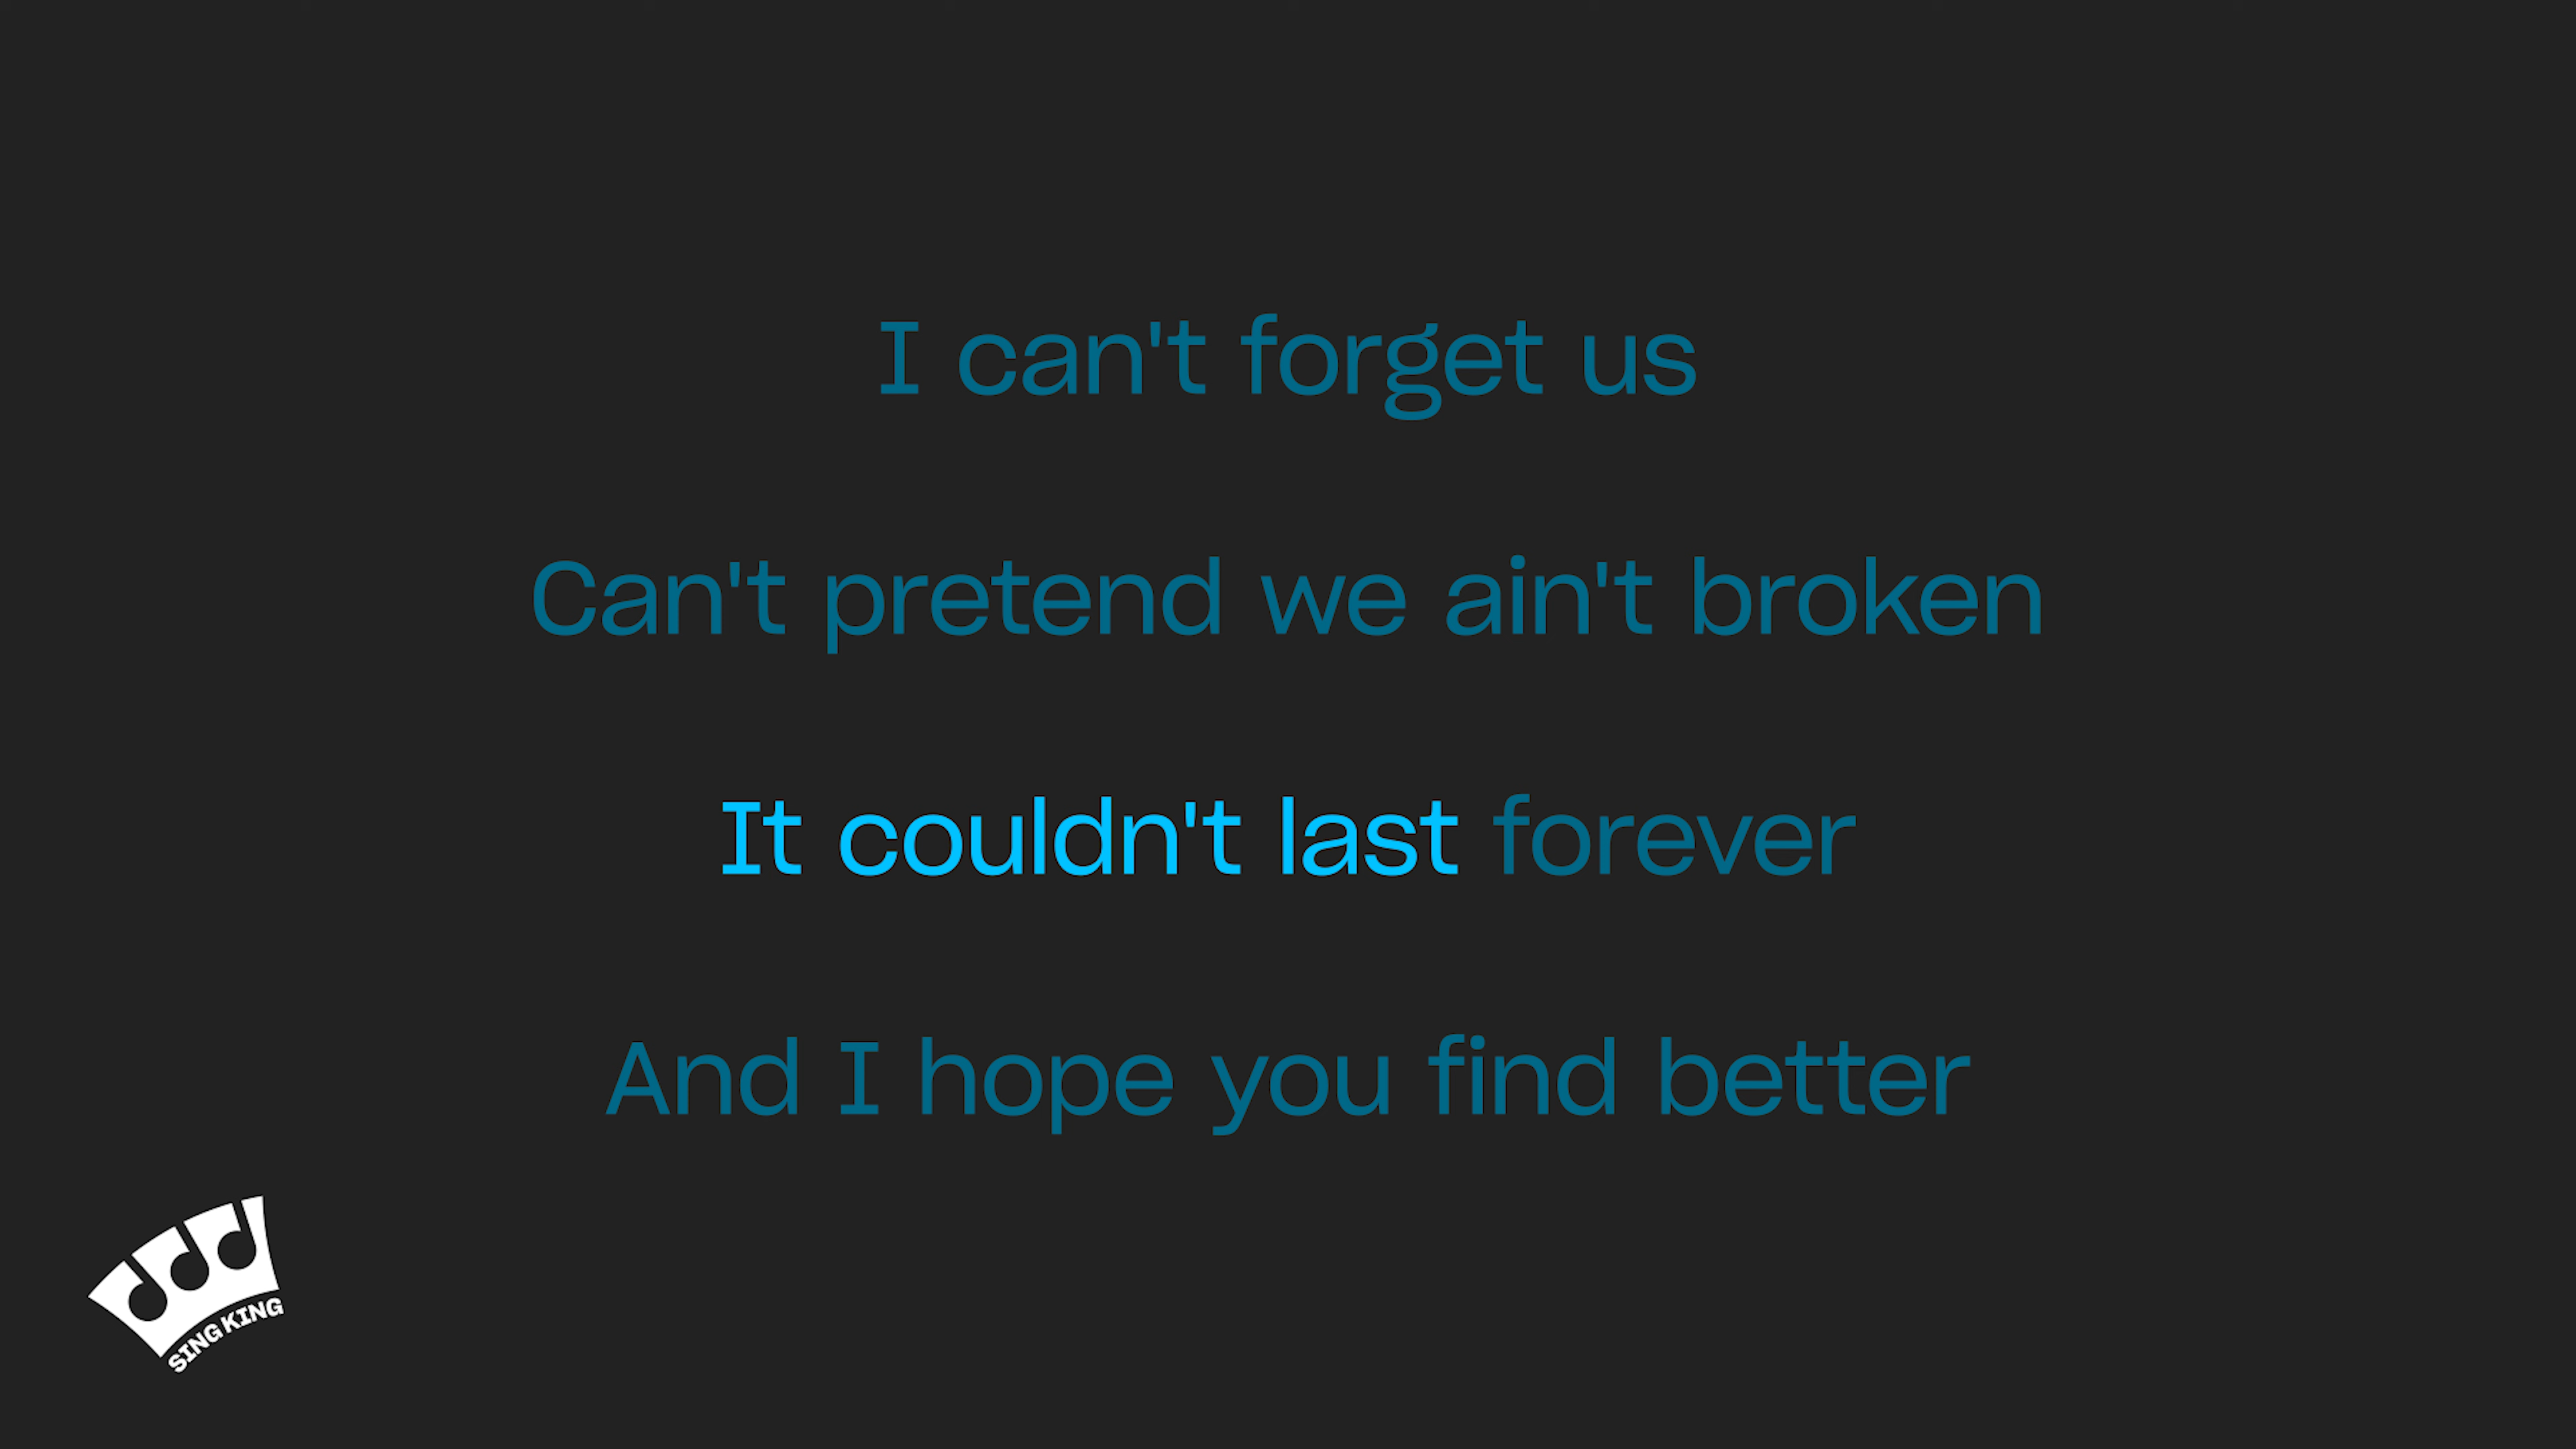 I can't forget us
Can't pretend we ain't broken
It couldn't last forever
And I hope you find better
SING KING